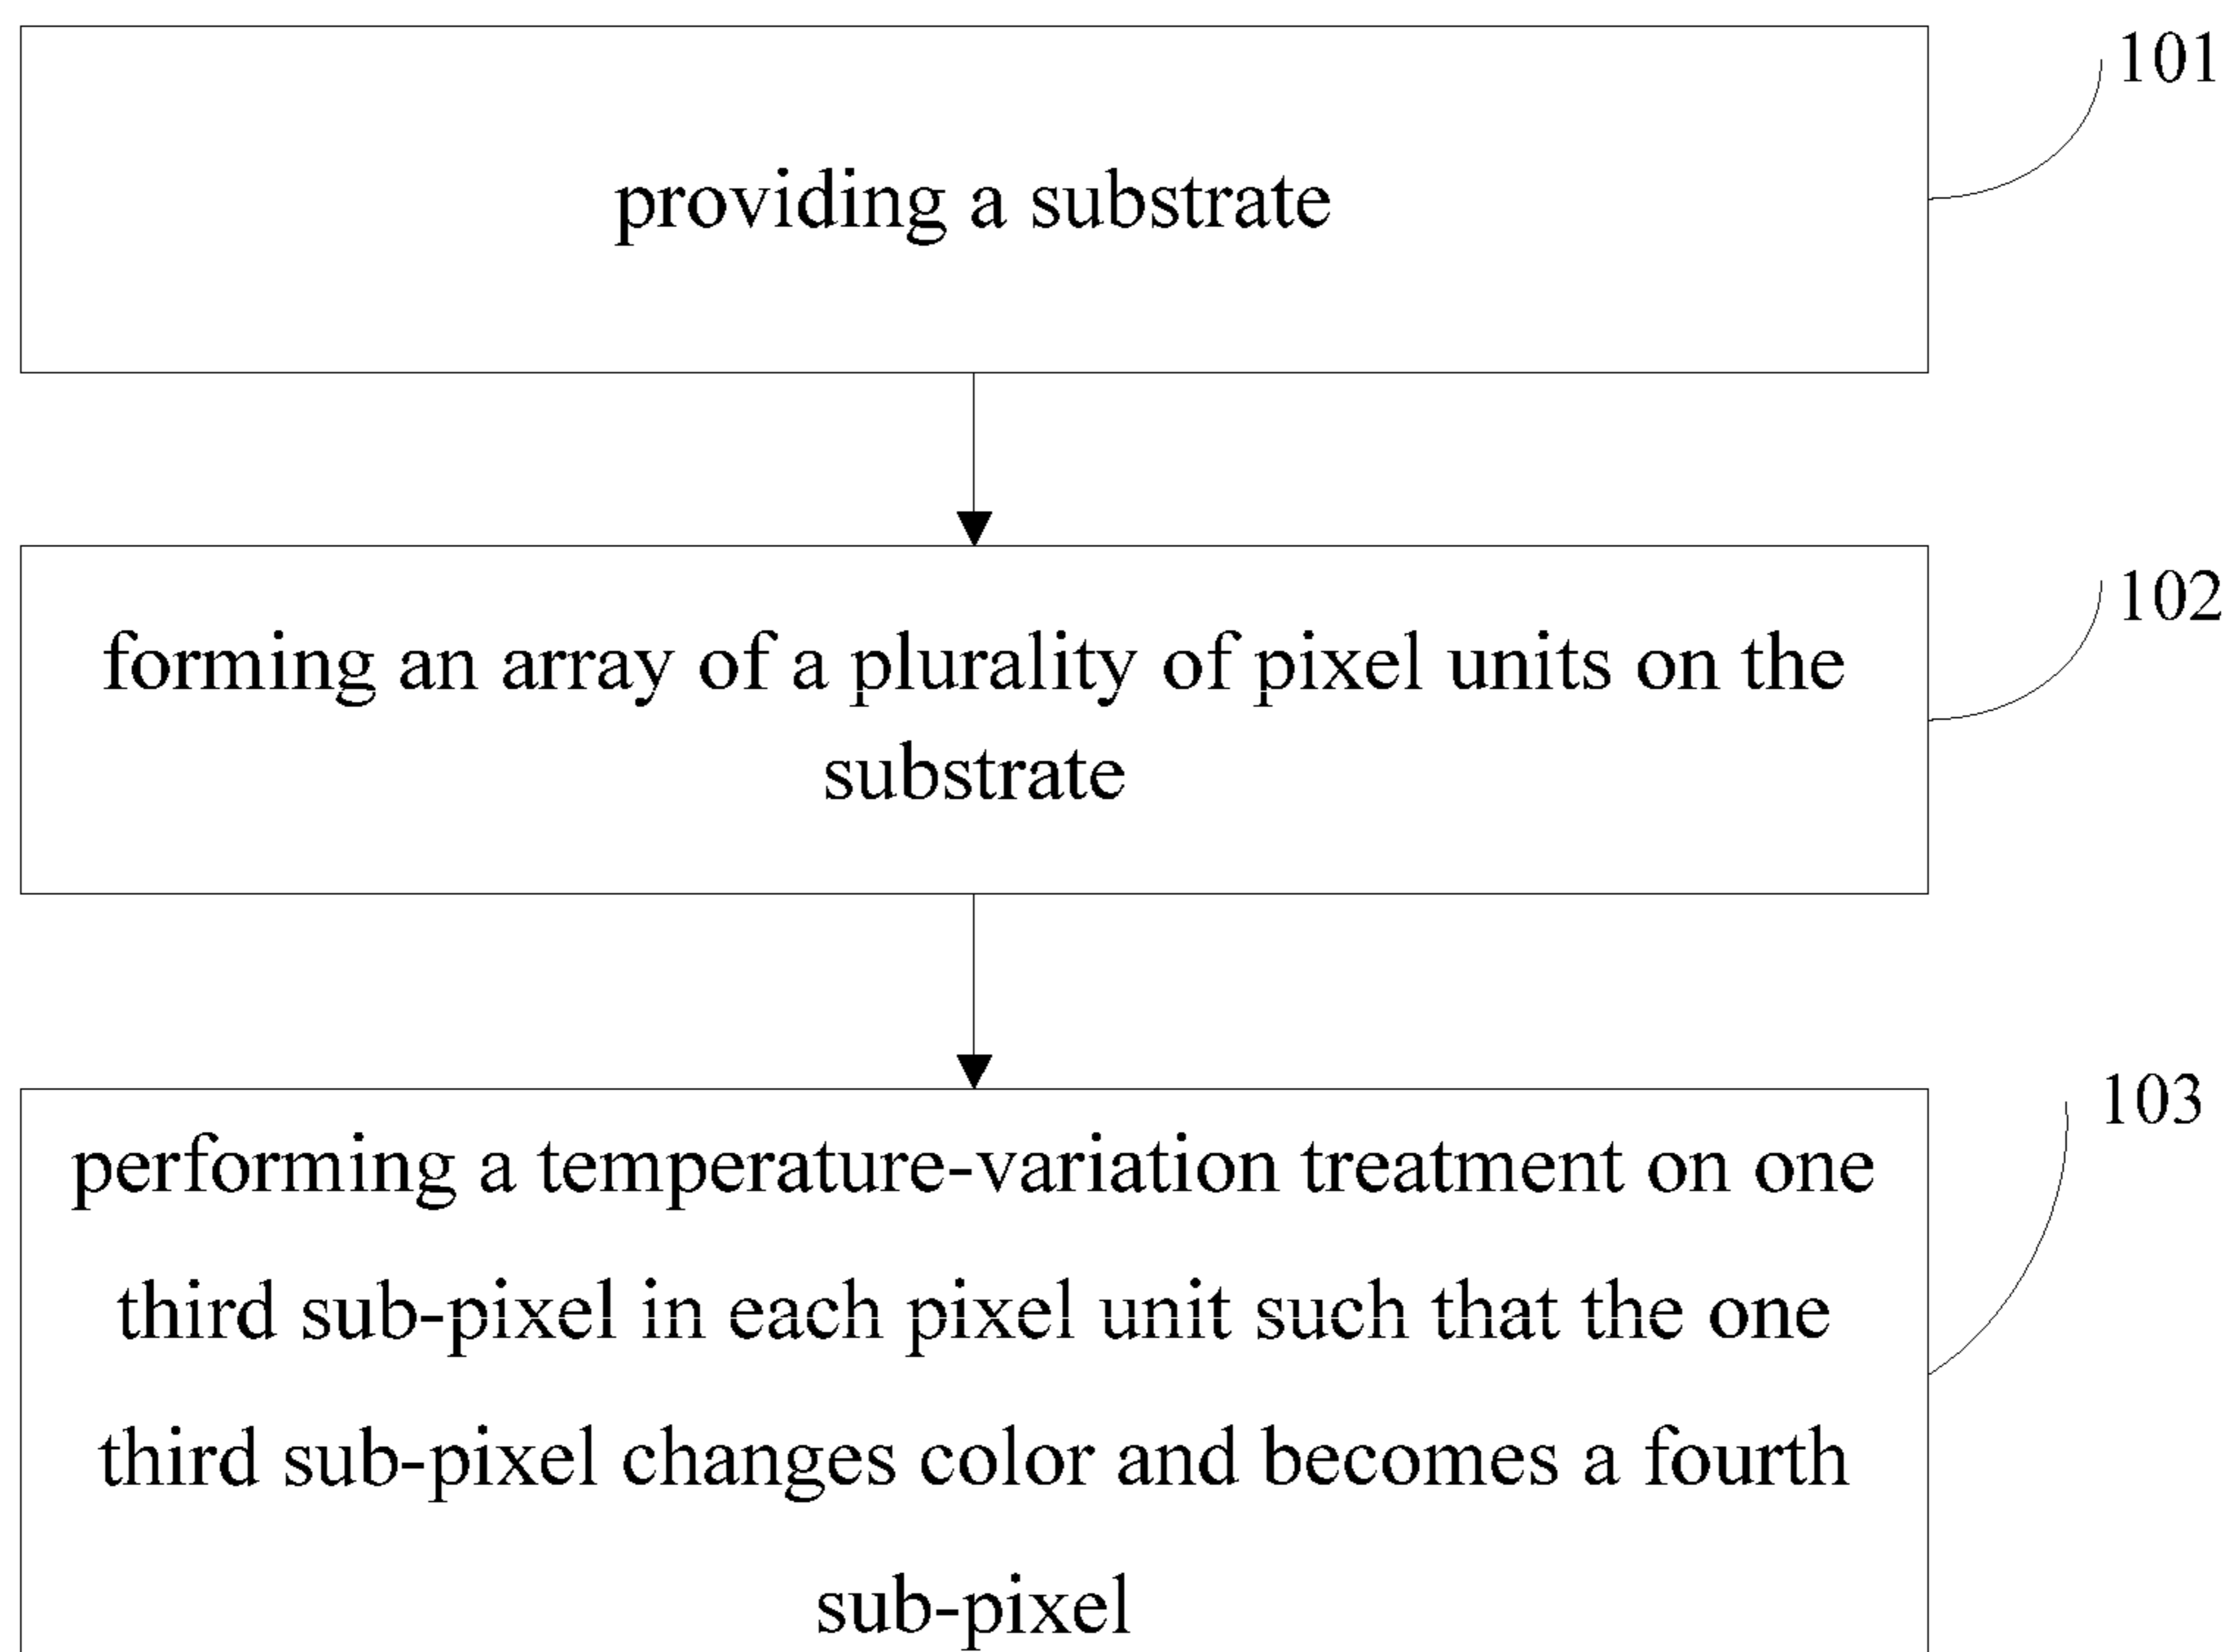 101
providing a substrate
102
forming an array of a plurality of pixel units on the
substrate
103
performing a temperature-variation treatment on one
third sub-pixel in each pixel unit such that the one
third sub-pixel changes color and becomes a fourth
sub-pixel